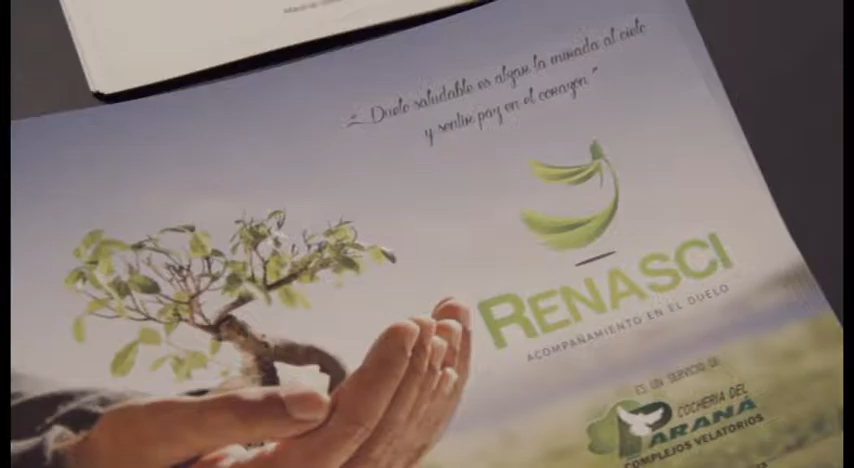 "Duelo saludable es alzar la mirada al cielo
y sentir paz en el corazón"
RENASCI
ACOMPAÑAMIENTO EN EL DUELO
ES UN SERVICIO DE
COCHERIA DEL
PARANÁ
COMPLEJOS VELATORIOS